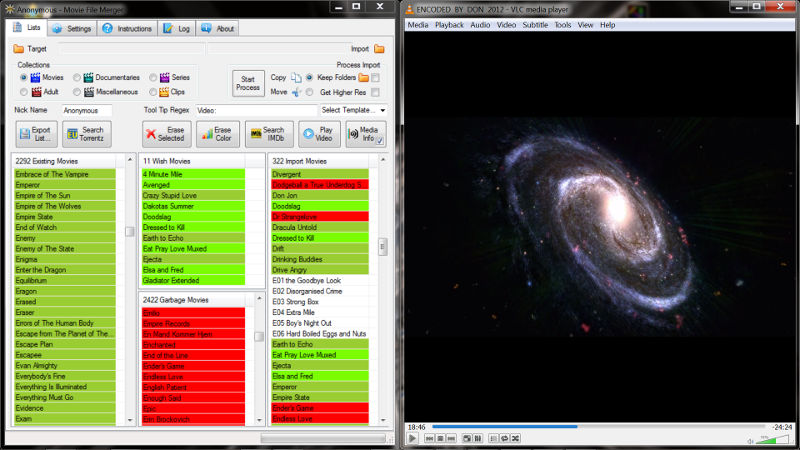 Anonymous - Movie File Merger
Lists
Settings
Instructions
Log
About
Target
Import
Collections
Process Import
Movies
Documentaries
Series
Adult
Miscellaneous
Clips
Start
Process
Copy
Keep Folders
Move
Get Higher Res
Nick Name
Anonymous
Tool Tip Regex
Video:
Select Template...
Export
List...
Search
Torrentz
Erase
Selected
Erase
Color
Search
IMDb
Play
Video
Media
Info
2292 Existing Movies
Embrace of The Vampire
Emperor
Empire of The Sun
Empire of The Wolves
Empire State
End of Watch
Enemy
Enemy of The State
Enigma
Enter the Dragon
Equilibrium
Eragon
Erased
Eraser
Errors of The Human Body
Escape from The Planet of The...
Escape Plan
Escapee
Evan Almighty
Everybody's Fine
Everything Is Illuminated
Everything Must Go
Evidence
Exam
11 Wish Movies
4 Minute Mile
Avenged
Crazy Stupid Love
Dakotas Summer
Doodslag
Dressed to Kill
Earth to Echo
Eat Pray Love Muxed
Ejecta
Elsa and Fred
Gladiator Extended
2422 Garbage Movies
Emilio
Empire Records
En Mand Kommer Hjem
Enchanted
End of the Line
Ender's Game
Endless Love
English Patient
Enough Said
Epic
Erin Brockovich
322 Import Movies
Divergent
Dodgeball a True Underdog S
Don Jon
Doodslag
Dr Strangelove
Dracula Untold
Dressed to Kill
Drift
Drinking Buddies
Drive Angry
E01 the Goodbye Look
E02 Disorganised Crime
E03 Strong Box
E04 Extra Mile
E05 Boy's Night Out
E06 Hard Boiled Eggs and Nuts
Earth to Echo
Eat Pray Love Muxed
Ejecta
Elsa and Fred
Emperor
Empire State
Ender's Game
Endless Love
ENCODED_BY_DON_2012 - VLC media player
Media
Playback
Audio
Video
Subtitle
Tools
View
Help
18:46
-24:24